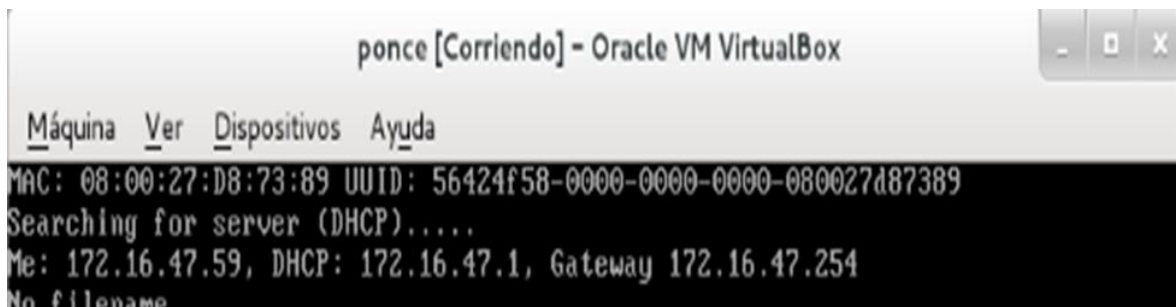 ponce [Corriendo] - Oracle VM VirtualBox
Máquina Ver Dispositivos Ayuda
MAC: 08:00:27:D8:73:89 UUID: 56424f58-0000-0000-0000-080027d87389
Searching for server (DHCP).....
Me: 172.16.47.59, DHCP: 172.16.47.1, Gateway 172.16.47.254
No filename